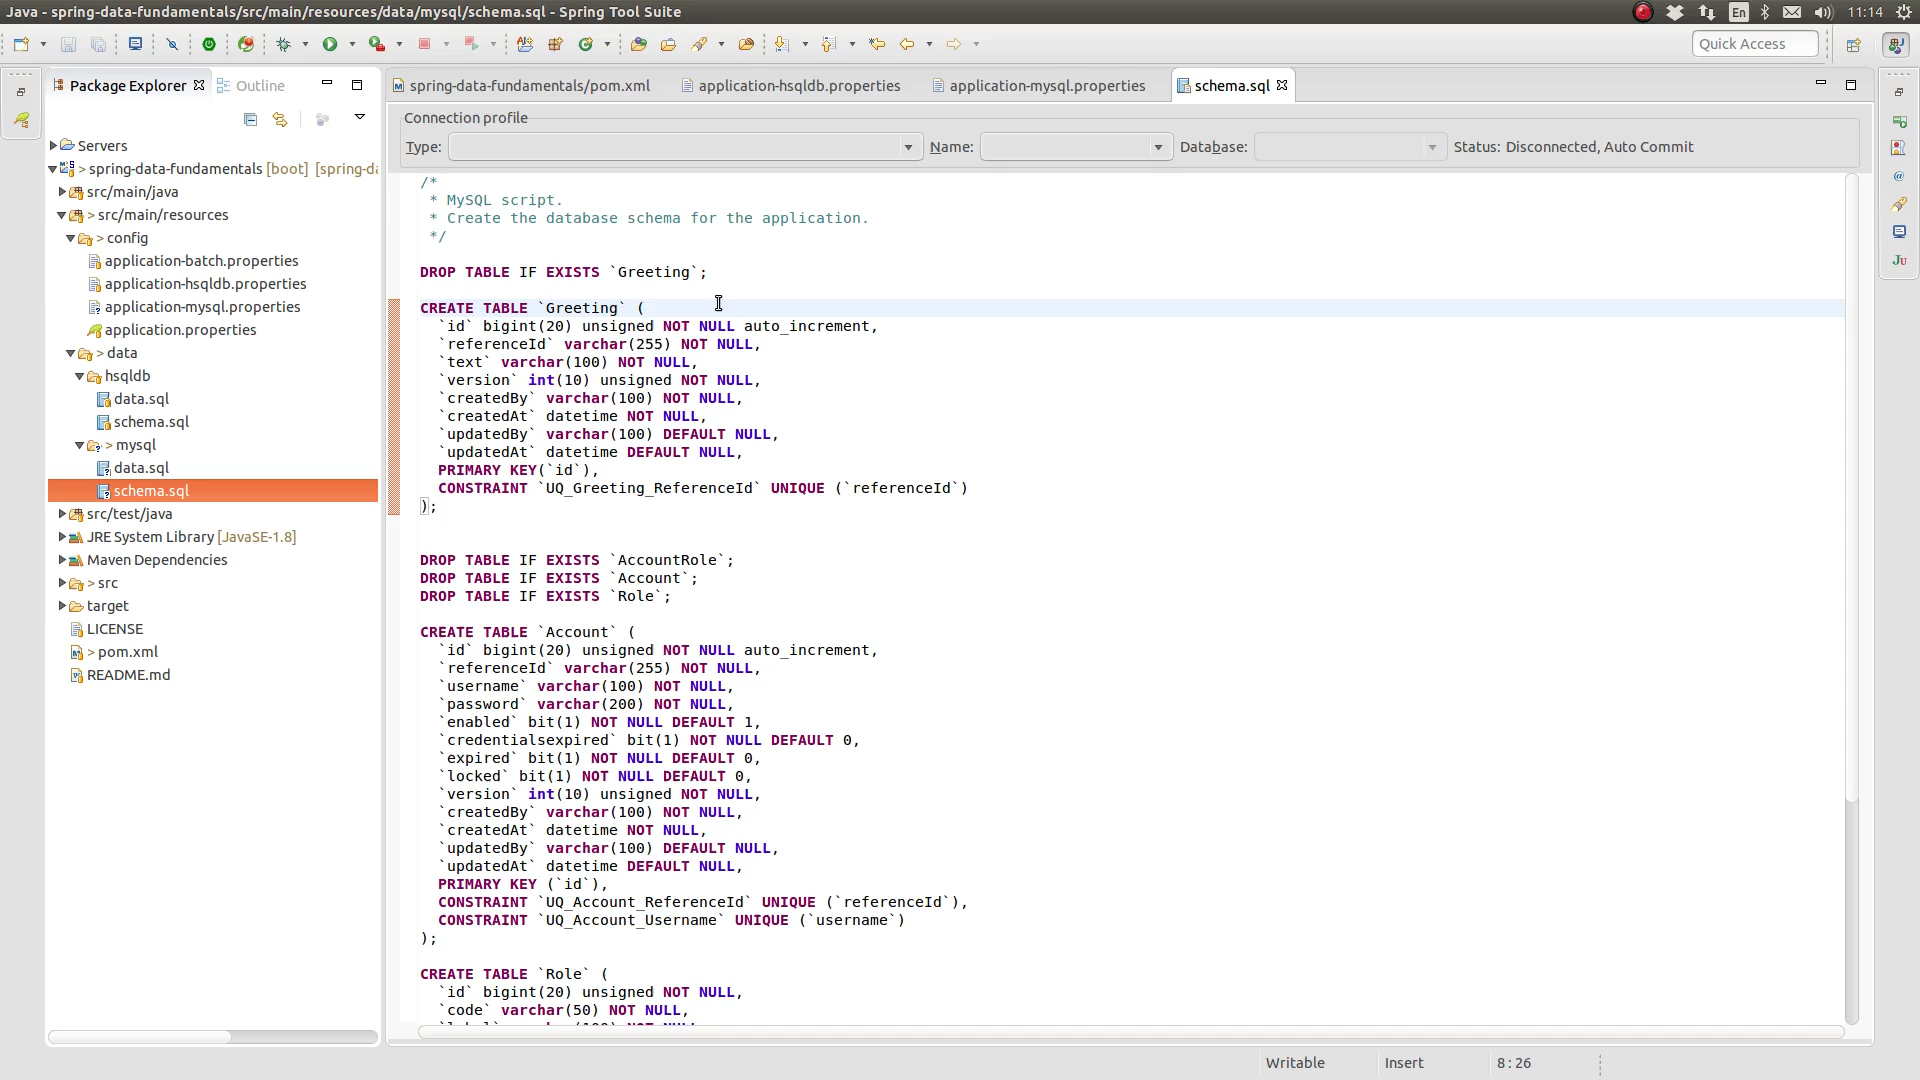 Java - spring-data-fundamentals/src/main/resources/data/mysql/schema.sql - Spring Tool Suite
En
11:14
Quick Access
Package Explorer
Outline
spring-data-fundamentals/pom.xml
application-hsqldb.properties
application-mysql.properties
schema.sql
Connection profile
Type:
Name:
Database:
Status: Disconnected, Auto Commit
Servers
> spring-data-fundamentals [boot] [spring-da
src/main/java
> src/main/resources
> config
application-batch.properties
application-hsqldb.properties
application-mysql.properties
application.properties
> data
hsqldb
data.sql
schema.sql
> mysql
data.sql
schema.sql
src/test/java
JRE System Library [JavaSE-1.8]
Maven Dependencies
> src
target
LICENSE
> pom.xml
README.md
/*
* MySQL script.
* Create the database schema for the application.
*/
DROP TABLE IF EXISTS `Greeting`;
CREATE TABLE `Greeting` (
`id` bigint(20) unsigned NOT NULL auto_increment,
`referenceId` varchar(255) NOT NULL,
`text` varchar(100) NOT NULL,
`version` int(10) unsigned NOT NULL,
`createdBy` varchar(100) NOT NULL,
`createdAt` datetime NOT NULL,
`updatedBy` varchar(100) DEFAULT NULL,
`updatedAt` datetime DEFAULT NULL,
PRIMARY KEY(`id`),
CONSTRAINT `UQ_Greeting_ReferenceId` UNIQUE (`referenceId`)
);
DROP TABLE IF EXISTS `AccountRole`;
DROP TABLE IF EXISTS `Account`;
DROP TABLE IF EXISTS `Role`;
CREATE TABLE `Account` (
`id` bigint(20) unsigned NOT NULL auto_increment,
`referenceId` varchar(255) NOT NULL,
`username` varchar(100) NOT NULL,
`password` varchar(200) NOT NULL,
`enabled` bit(1) NOT NULL DEFAULT 1,
`credentialsexpired` bit(1) NOT NULL DEFAULT 0,
`expired` bit(1) NOT NULL DEFAULT 0,
`locked` bit(1) NOT NULL DEFAULT 0,
`version` int(10) unsigned NOT NULL,
`createdBy` varchar(100) NOT NULL,
`createdAt` datetime NOT NULL,
`updatedBy` varchar(100) DEFAULT NULL,
`updatedAt` datetime DEFAULT NULL,
PRIMARY KEY (`id`),
CONSTRAINT `UQ_Account_ReferenceId` UNIQUE (`referenceId`),
CONSTRAINT `UQ_Account_Username` UNIQUE (`username`)
);
CREATE TABLE `Role` (
`id` bigint(20) unsigned NOT NULL,
`code` varchar(50) NOT NULL,
Writable
Insert
8 : 26